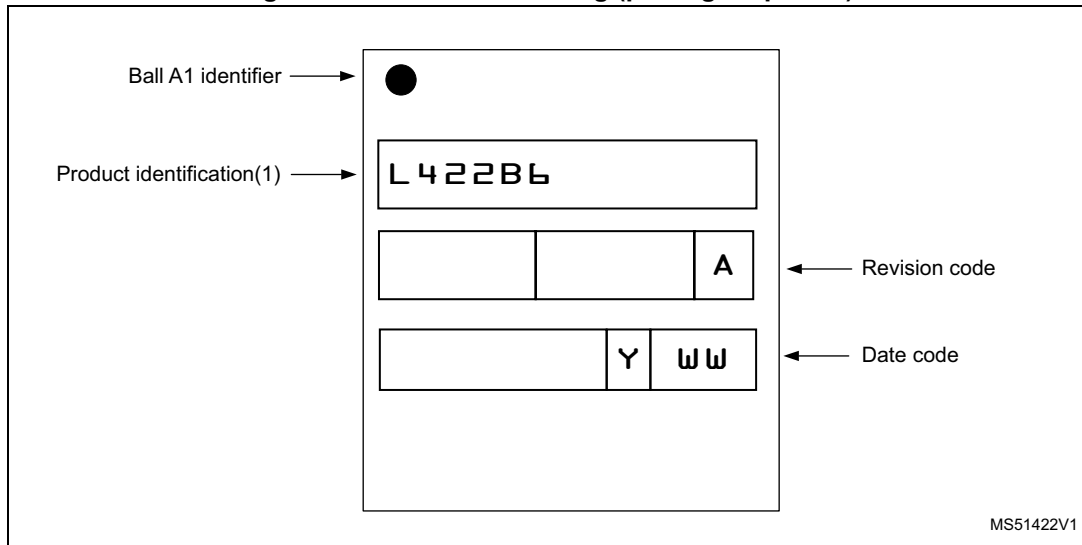 Ball A1 identifier
Product identification(1)
L422B6
A
Revision code
Y WW
Date code
MS51422V1